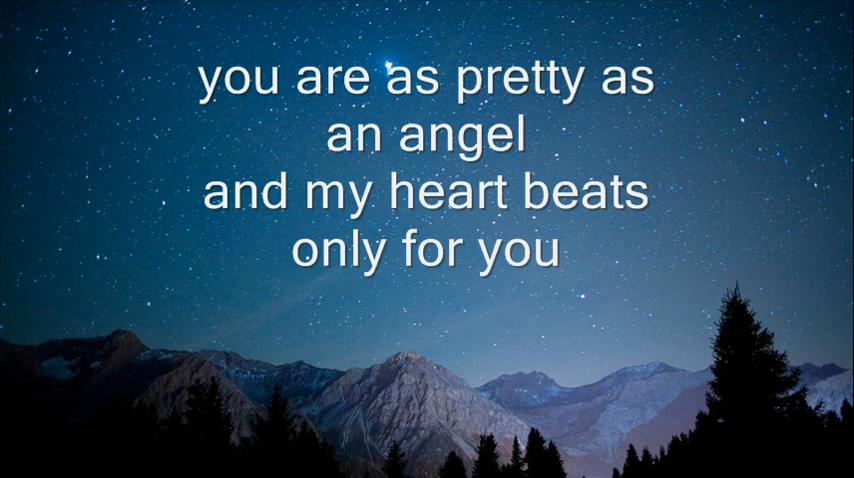 you are as pretty as
an angel
and my heart beats
only for you